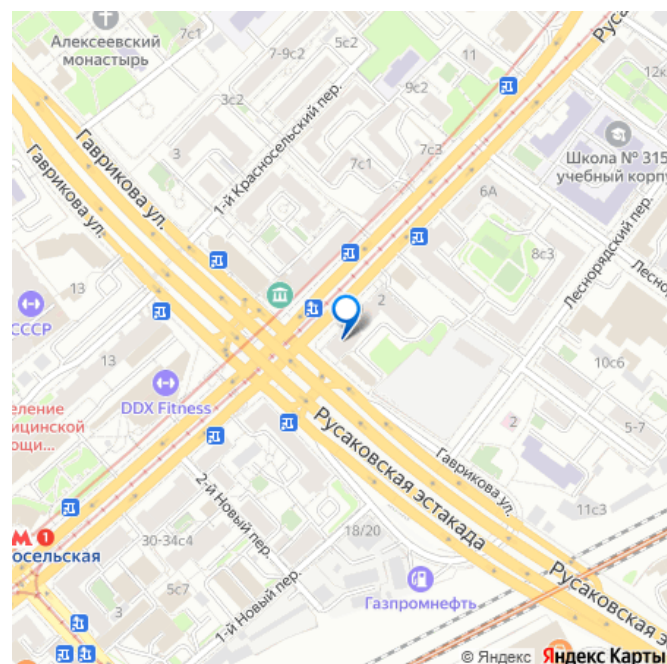 Алексеевский
монастырь
7с1
5с2
7-9с2
11
Руса
12к
9с2
3с2
Гаврикова ул.
1-й Красносельский пер.
7с3
Школа № 315
учебный корпу
3
7с1
6А
Гаврикова ул.
Леснорядский пер.
8с3
Лесноряд
13
СССР
2
13
10с6
еление
ицинской
ощи...
DDX Fitness
2
5-7
Русаковская эстакада
Гаврикова ул.
2-й Новый пер.
11с3
18/20
1
осельская
30-34с4
5с7
1-й Новый пер.
Газпромнефть
Русаковская э
3
© Яндекс Яндекс Карты